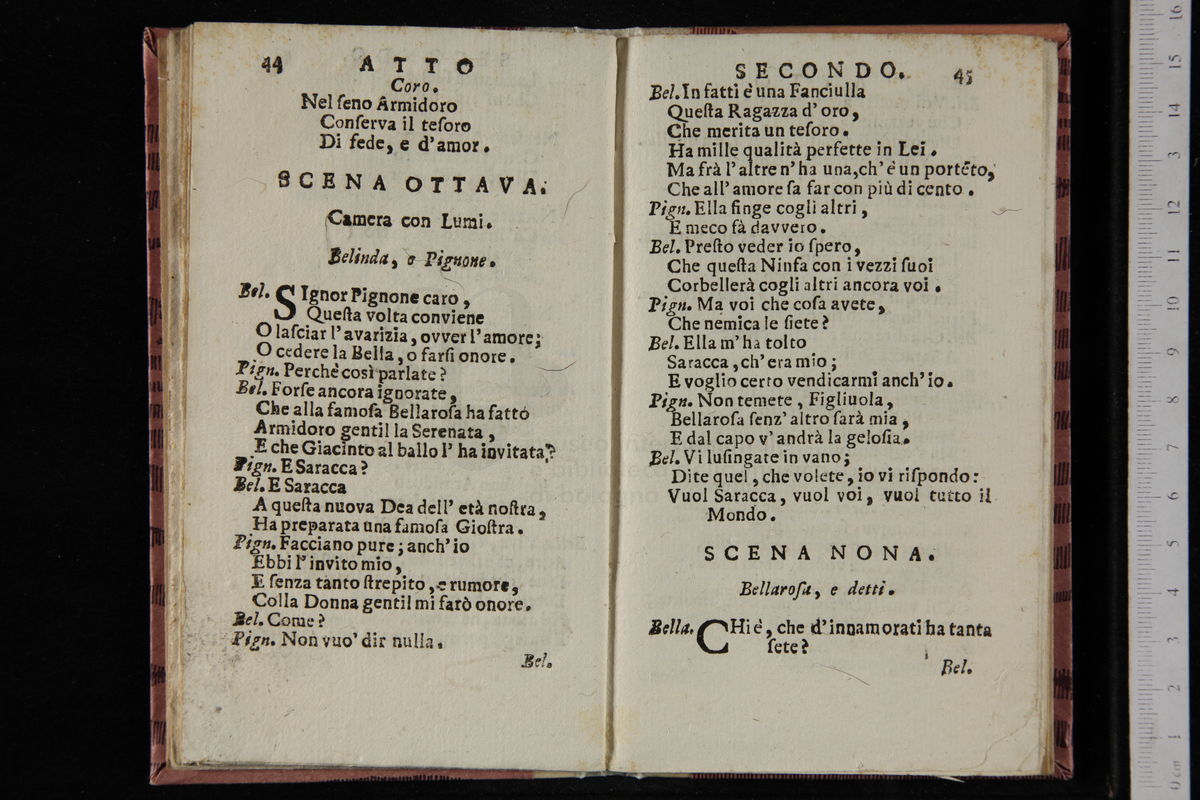 44 ATTO
Coro.
Nel ſeno Armidoro
Conſerva il teſoro
Di fede, e d'amor.
SCENA OTTAVA.
Camera con Lumi.
Belinda, e Pignone.
Bel. SIgnor Pignone caro,
Queſta volta conviene
O laſciar l'avarizia, ovver l'amore;
O cedere la Bella, o farſi onore.
Pign. Perchè così parlate?
Bel. Forſe ancora ignorate,
Che alla famoſa Bellaroſa ha fatto
Armidoro gentil la Serenata,
E che Giacinto al ballo l'ha invitata?
Pign. E Saracca?
Bel. E Saracca
A queſta nuova Dea dell'età noſtra,
Ha preparata una famoſa Gioſtra.
Pign. Facciano pure; anch'io
Ebbi l'invito mio,
E ſenza tanto ſtrepito, e rumore,
Colla Donna gentil mi farò onore.
Bel. Come?
Pign. Non vuo' dir nulla.
Bel.
SECONDO. 45
Bel. In fatti è una Fanciulla
Queſta Ragazza d'oro,
Che merita un teſoro.
Ha mille qualità perfette in Lei.
Ma frà l'altre n'ha una, ch'è un portẽto,
Che all'amore ſa far con più di cento.
Pign. Ella finge cogli altri,
E meco fà davvero.
Bel. Preſto veder io ſpero,
Che queſta Ninfa con i vezzi ſuoi
Corbellerà cogli altri ancora voi.
Pign. Ma voi che coſa avete,
Che nemica le ſiete?
Bel. Ella m'ha tolto
Saracca, ch'era mio;
E voglio certo vendicarmi anch'io.
Pign. Non temete, Figliuola,
Bellaroſa ſenz'altro ſarà mia,
E dal capo v'andrà la geloſia.
Bel. Vi luſingate in vano;
Dite quel, che volete, io vi riſpondo:
Vuol Saracca, vuol voi, vuol tutto il
Mondo.
SCENA NONA.
Bellaroſa, e detti.
Bella. CHi è, che d'innamorati ha tanta
ſete?
Bel.